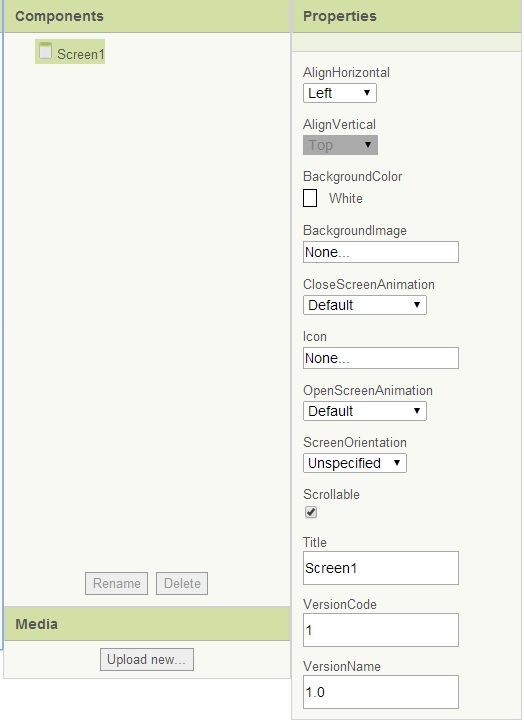 Components
Screen1
Rename
Delete
Media
Upload new...
Properties
AlignHorizontal
Left
AlignVertical
Top
BackgroundColor
White
BackgroundImage
None...
CloseScreenAnimation
Default
Icon
None...
OpenScreenAnimation
Default
ScreenOrientation
Unspecified
Scrollable
Title
Screen1
VersionCode
1
VersionName
1.0